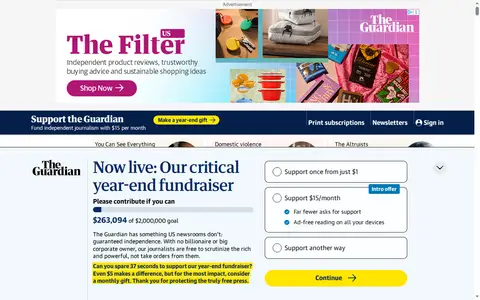 Advertisement
The Filter
US
Independent product reviews, trustworthy
buying advice and sustainable shopping ideas
Shop Now >
The
Guardian
Support the Guardian
Fund independent journalism with $15 per month
Make a year-end gift
Print subscriptions
Newsletters
Sign in
You Can See Everything
Domestic violence
The Altruists
The
Guardian
Now live: Our critical
year-end fundraiser
Please contribute if you can
$263,094 of $2,000,000 goal
The Guardian has something US newsrooms don't:
guaranteed independence. With no billionaire or big
corporate owner, our journalists are free to scrutinize the rich
and powerful, not take orders from them.
Can you spare 37 seconds to support our year-end fundraiser?
Even $5 makes a difference, but for the most impact, consider
a monthly gift. Thank you for protecting the truly free press.
Support once from just $1
Intro offer
Support $15/month
Far fewer asks for support
Ad-free reading on all your devices
Support another way
Continue